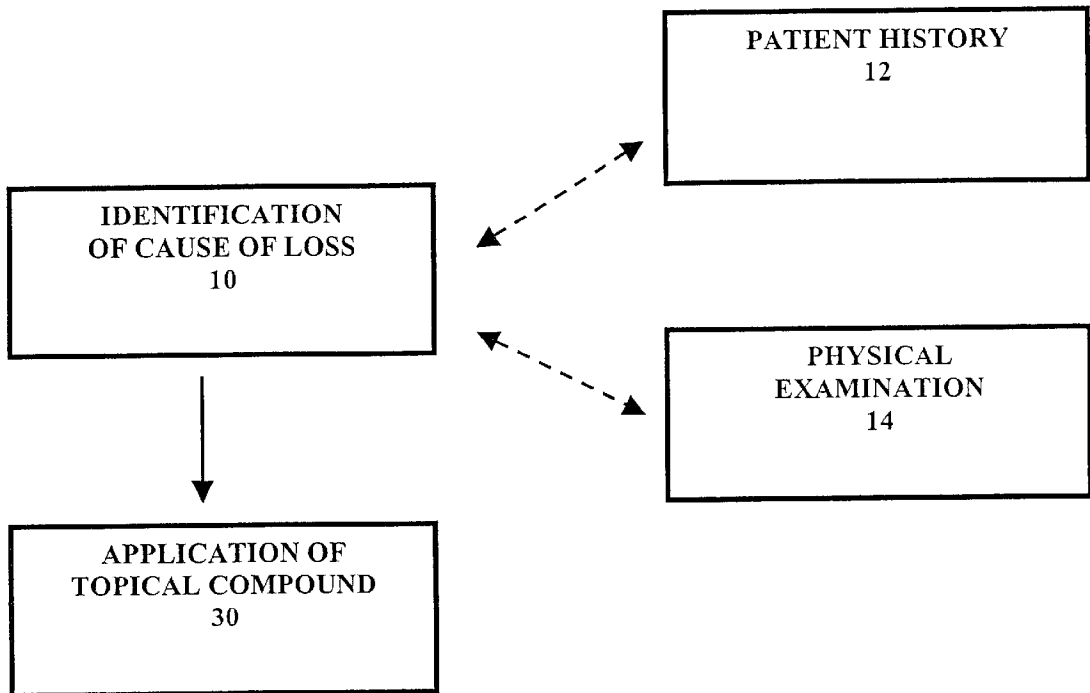 PATIENT HISTORY
12
IDENTIFICATION
OF CAUSE OF LOSS
10
PHYSICAL
EXAMINATION
14
APPLICATION OF
TOPICAL COMPOUND
30